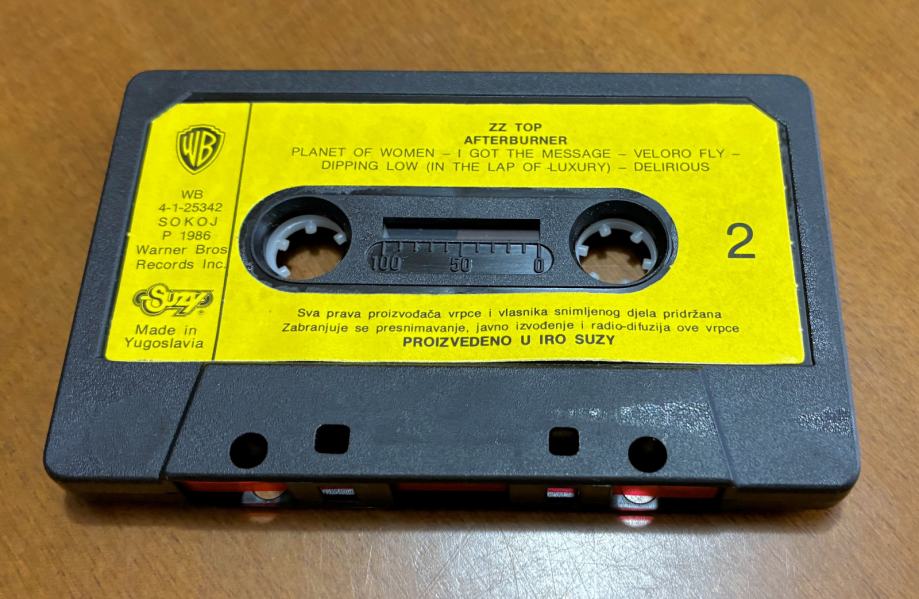 ZZ TOP
AFTERBURNER
PLANET OF WOMEN – I GOT THE MESSAGE – VELORO FLY –
DIPPING LOW (IN THE LAP OF LUXURY) – DELIRIOUS
WB
WB
4-1-25342
SOKOJ
P 1986
Warner Bros
Records Inc.
SUZY®
Made in
Yugoslavia
100 50 0
2
Sva prava proizvođača vrpce i vlasnika snimljenog djela pridržana
Zabranjuje se presnimavanje, javno izvođenje i radio-difuzija ove vrpce
PROIZVEDENO U IRO SUZY